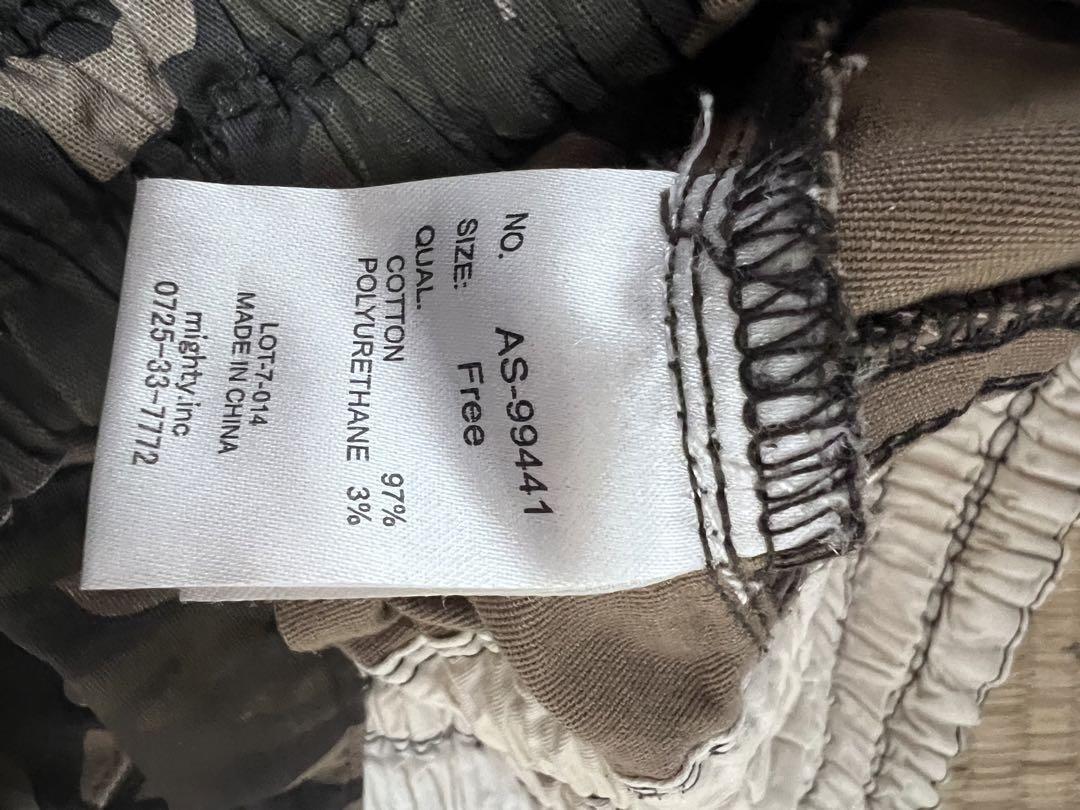 NO. AS-99441
SIZE: Free
QUAL.
COTTON 97%
POLYURETHANE 3%
LOT-7-014
MADE IN CHINA
mighty.inc
0725-33-7772